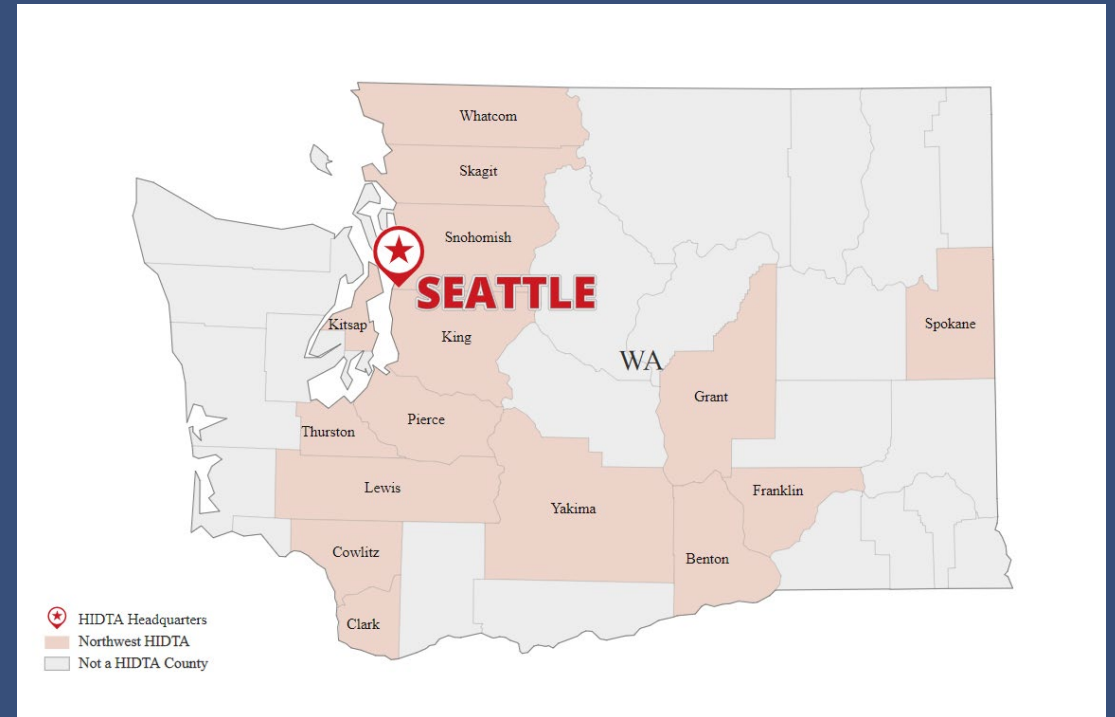 Whatcom
Skagit
Snohomish
SEATTLE
Kitsap
King
Spokane
WA
Grant
Pierce
Thurston
Lewis
Franklin
Yakima
Cowlitz
Benton
Clark
HIDTA Headquarters
Northwest HIDTA
Not a HIDTA County